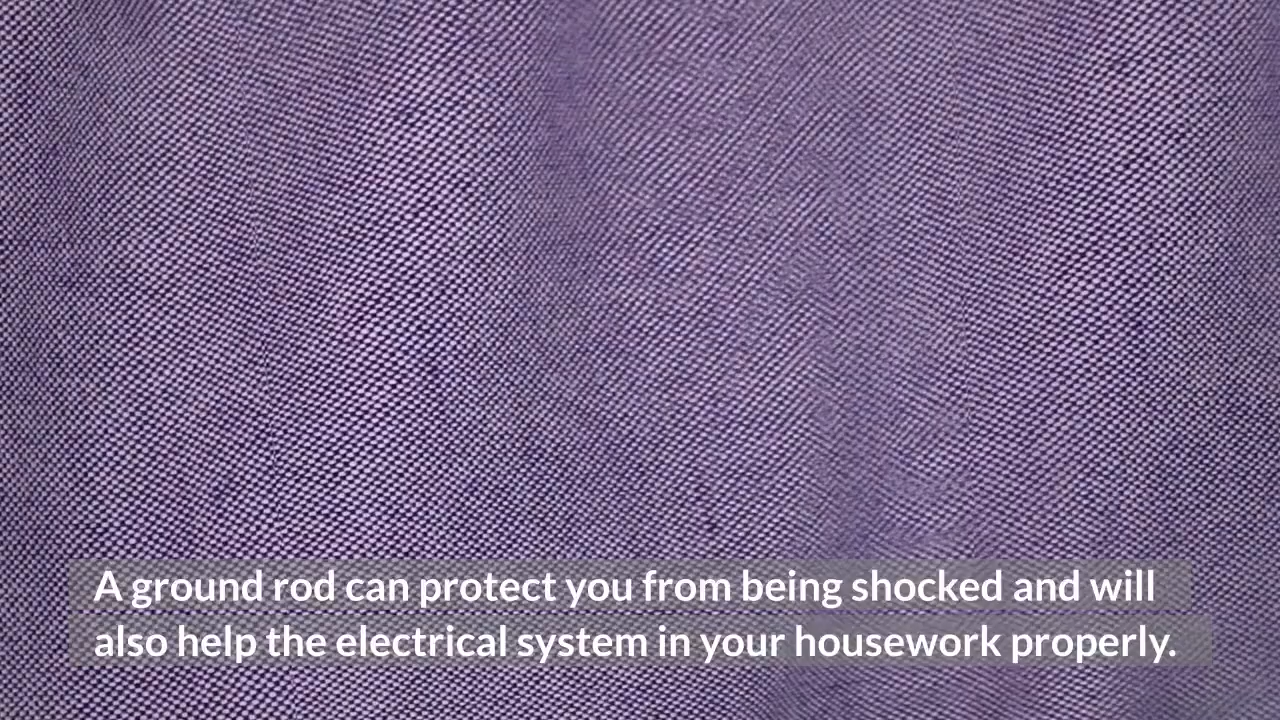 A ground rod can protect you from being shocked and will
also help the electrical system in your housework properly.